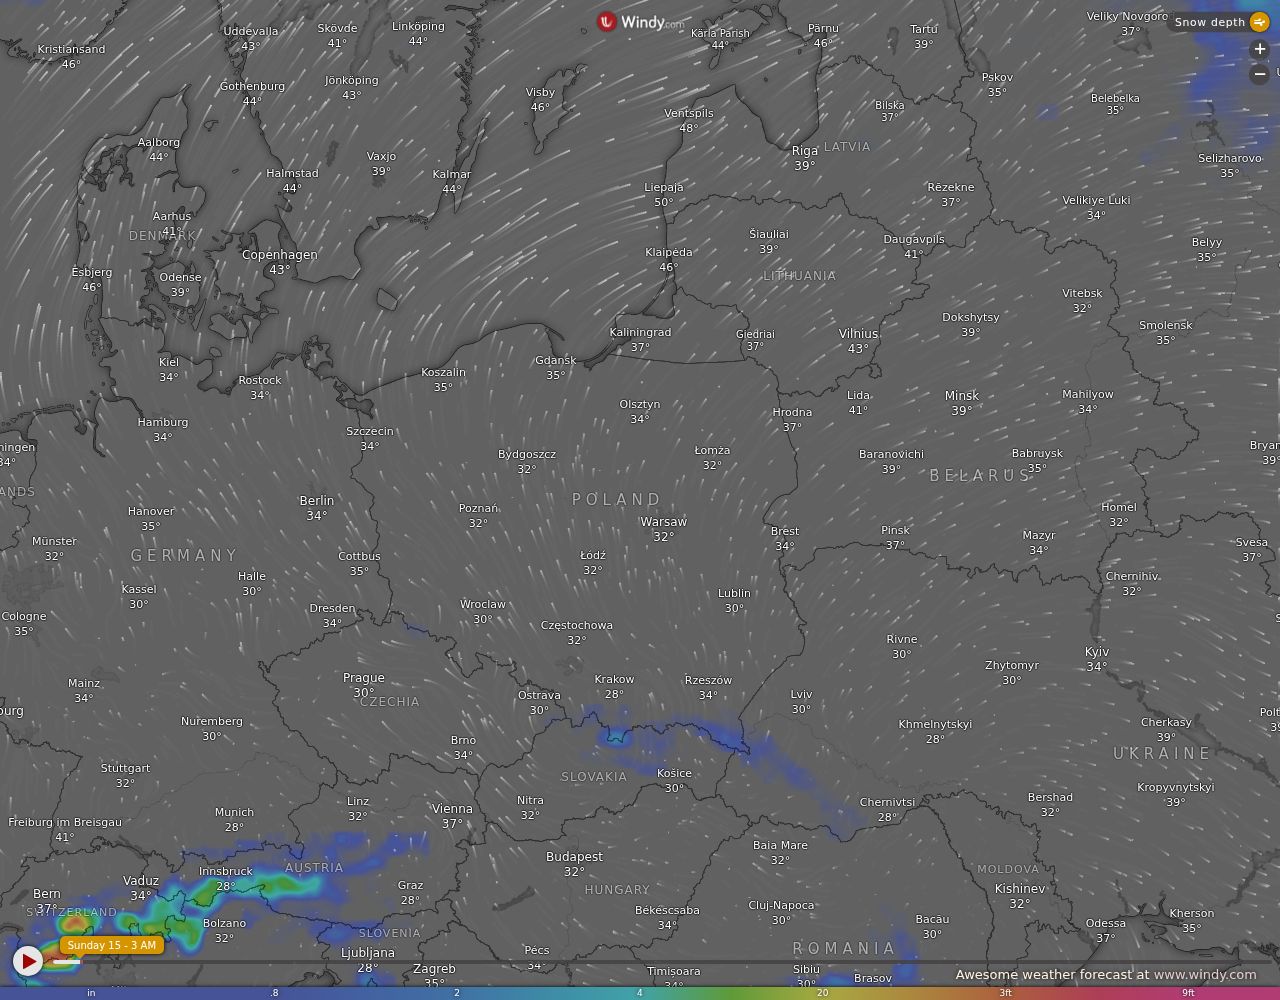 Windy.com
Snow depth
+
−
Uddevalla
43°
Skövde
41°
Linköping
44°
Kärla Parish
44°
Pärnu
46°
Tartu
39°
Veliky Novgorod
37°
Kristiansand
46°
Gothenburg
44°
Jönköping
43°
Visby
46°
Ventspils
48°
Bilska
37°
Pskov
35°
Belebelka
35°
Aalborg
44°
Vaxjo
39°
Riga
39°
LATVIA
Selizharovo
35°
Halmstad
44°
Kalmar
44°
Liepaja
50°
Rēzekne
37°
Velikiye Luki
34°
Aarhus
41°
DENMARK
Copenhagen
43°
Klaipėda
46°
Šiauliai
39°
Daugavpils
41°
Belyy
35°
Esbjerg
46°
Odense
39°
LITHUANIA
Vitebsk
32°
Kaliningrad
37°
Giedriai
37°
Vilnius
43°
Dokshytsy
39°
Smolensk
35°
Kiel
34°
Rostock
34°
Koszalin
35°
Gdansk
35°
Olsztyn
34°
Hrodna
37°
Lida
41°
Minsk
39°
Mahilyow
34°
Hamburg
34°
Szczecin
34°
Bydgoszcz
32°
Łomża
32°
Baranovichi
39°
Babruysk
35°
BELARUS
Berlin
34°
POLAND
Hanover
35°
Poznań
32°
Warsaw
32°
Brest
34°
Pinsk
37°
Homel
32°
Münster
32°
GERMANY
Cottbus
35°
Łódź
32°
Mazyr
34°
Svesa
37°
Kassel
30°
Halle
30°
Chernihiv
32°
Cologne
35°
Dresden
34°
Wroclaw
30°
Lublin
30°
Częstochowa
32°
Rivne
30°
Kyiv
34°
Mainz
34°
Prague
30°
CZECHIA
Ostrava
30°
Krakow
28°
Rzeszów
34°
Lviv
30°
Zhytomyr
30°
Nuremberg
30°
Khmelnytskyi
28°
Cherkasy
39°
Brno
34°
UKRAINE
Stuttgart
32°
SLOVAKIA
Košice
30°
Kropyvnytskyi
39°
Munich
28°
Linz
32°
Vienna
37°
Nitra
32°
Chernivtsi
28°
Bershad
32°
Freiburg im Breisgau
41°
Budapest
32°
Baia Mare
32°
AUSTRIA
Innsbruck
28°
MOLDOVA
Vaduz
34°
Graz
28°
HUNGARY
Kishinev
32°
Bern
37°
SWITZERLAND
Bolzano
32°
Békéscsaba
34°
Cluj-Napoca
30°
Bacău
30°
Odessa
37°
Kherson
35°
Sunday 15 - 3 AM
SLOVENIA
Ljubljana
28°
Zagreb
35°
Pécs
34°
ROMANIA
Timișoara
34°
Sibiu
30°
Brasov
Awesome weather forecast at www.windy.com
in .8 2 4 20 3ft 9ft